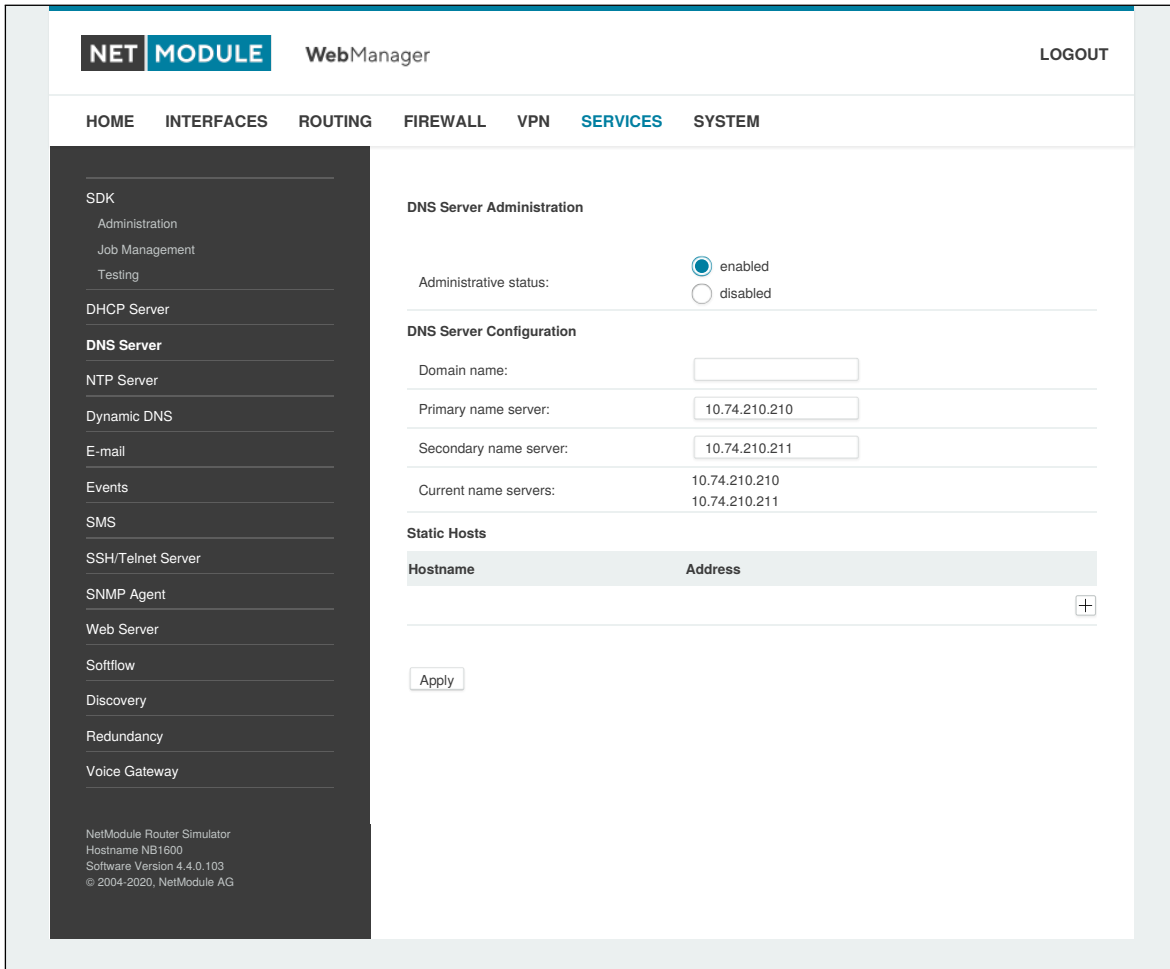 NET MODULE WebManager LOGOUT
HOME INTERFACES ROUTING FIREWALL VPN SERVICES SYSTEM
SDK
Administration
Job Management
Testing
DHCP Server
DNS Server
NTP Server
Dynamic DNS
E-mail
Events
SMS
SSH/Telnet Server
SNMP Agent
Web Server
Softflow
Discovery
Redundancy
Voice Gateway
NetModule Router Simulator
Hostname NB1600
Software Version 4.4.0.103
© 2004-2020, NetModule AG
DNS Server Administration
Administrative status:
enabled
disabled
DNS Server Configuration
Domain name:
Primary name server: 10.74.210.210
Secondary name server: 10.74.210.211
Current name servers:
10.74.210.210
10.74.210.211
Static Hosts
Hostname Address
Apply